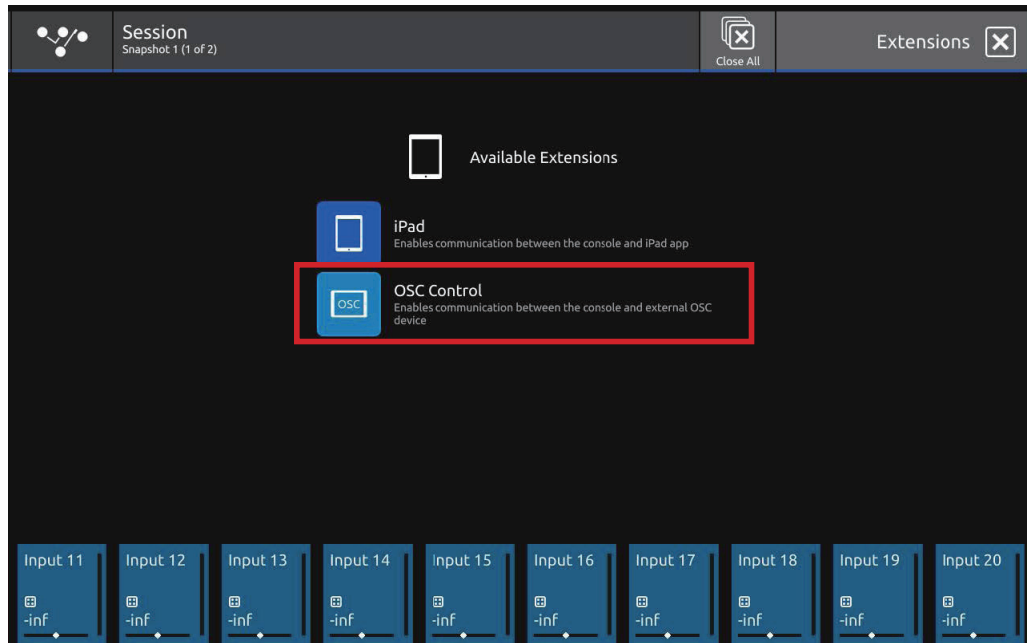 Session
Snapshot 1 (1 of 2)
Close All
Extensions
Available Extensions
iPad
Enables communication between the console and iPad app
OSC
OSC Control
Enables communication between the console and external OSC
device
Input 11
Input 12
Input 13
Input 14
Input 15
Input 16
Input 17
Input 18
Input 19
Input 20
-inf
-inf
-inf
-inf
-inf
-inf
-inf
-inf
-inf
-inf